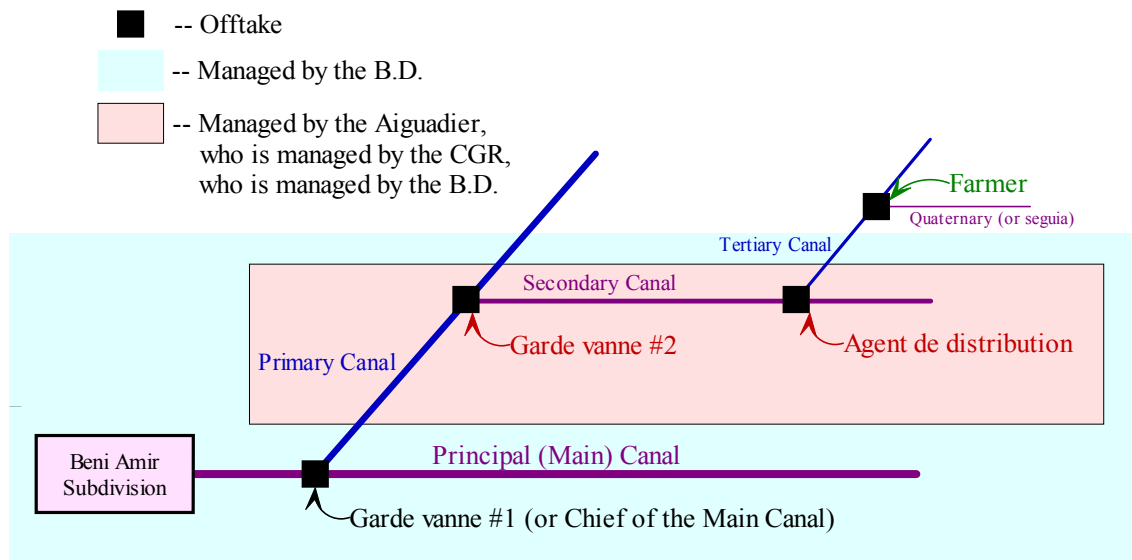 -- Offtake
-- Managed by the B.D.
-- Managed by the Aiguadier,
who is managed by the CGR,
who is managed by the B.D.
Farmer
Quaternary (or seguia)
Tertiary Canal
Secondary Canal
Garde vanne #2
Agent de distribution
Primary Canal
Principal (Main) Canal
Beni Amir
Subdivision
Garde vanne #1 (or Chief of the Main Canal)